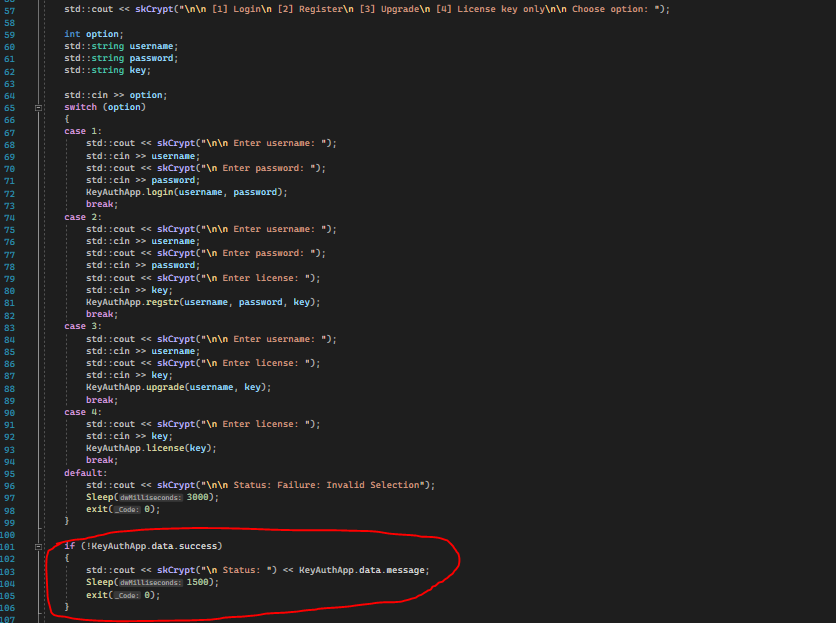 57 std::cout << skCrypt("\n\n [1] Login\n [2] Register\n [3] Upgrade\n [4] License key only\n\n Choose option: ");
58
59 int option;
60 std::string username;
61 std::string password;
62 std::string key;
63
64 std::cin >> option;
65 switch (option)
66 {
67 case 1:
68 std::cout << skCrypt("\n\n Enter username: ");
69 std::cin >> username;
70 std::cout << skCrypt("\n Enter password: ");
71 std::cin >> password;
72 KeyAuthApp.login(username, password);
73 break;
74 case 2:
75 std::cout << skCrypt("\n\n Enter username: ");
76 std::cin >> username;
77 std::cout << skCrypt("\n Enter password: ");
78 std::cin >> password;
79 std::cout << skCrypt("\n Enter license: ");
80 std::cin >> key;
81 KeyAuthApp.regstr(username, password, key);
82 break;
83 case 3:
84 std::cout << skCrypt("\n\n Enter username: ");
85 std::cin >> username;
86 std::cout << skCrypt("\n Enter license: ");
87 std::cin >> key;
88 KeyAuthApp.upgrade(username, key);
89 break;
90 case 4:
91 std::cout << skCrypt("\n Enter license: ");
92 std::cin >> key;
93 KeyAuthApp.license(key);
94 break;
95 default:
96 std::cout << skCrypt("\n\n Status: Failure: Invalid Selection");
97 Sleep(dwMilliseconds: 3000);
98 exit(_Code: 0);
99 }
100
101 if (!KeyAuthApp.data.success)
102 {
103 std::cout << skCrypt("\n Status: ") << KeyAuthApp.data.message;
104 Sleep(dwMilliseconds: 1500);
105 exit(_Code: 0);
106 }
107